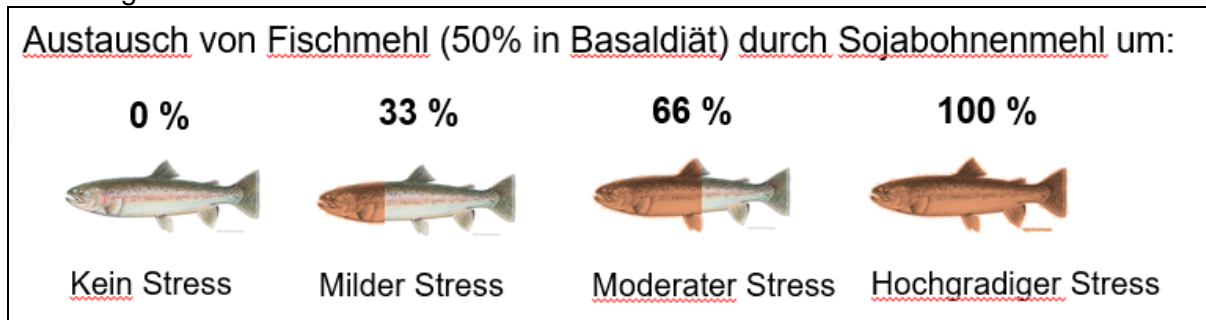 Austausch von Fischmehl (50% in Basaldiät) durch Sojabohnenmehl um:
0 % 33 % 66 % 100 %
Kein Stress Milder Stress Moderater Stress Hochgradiger Stress